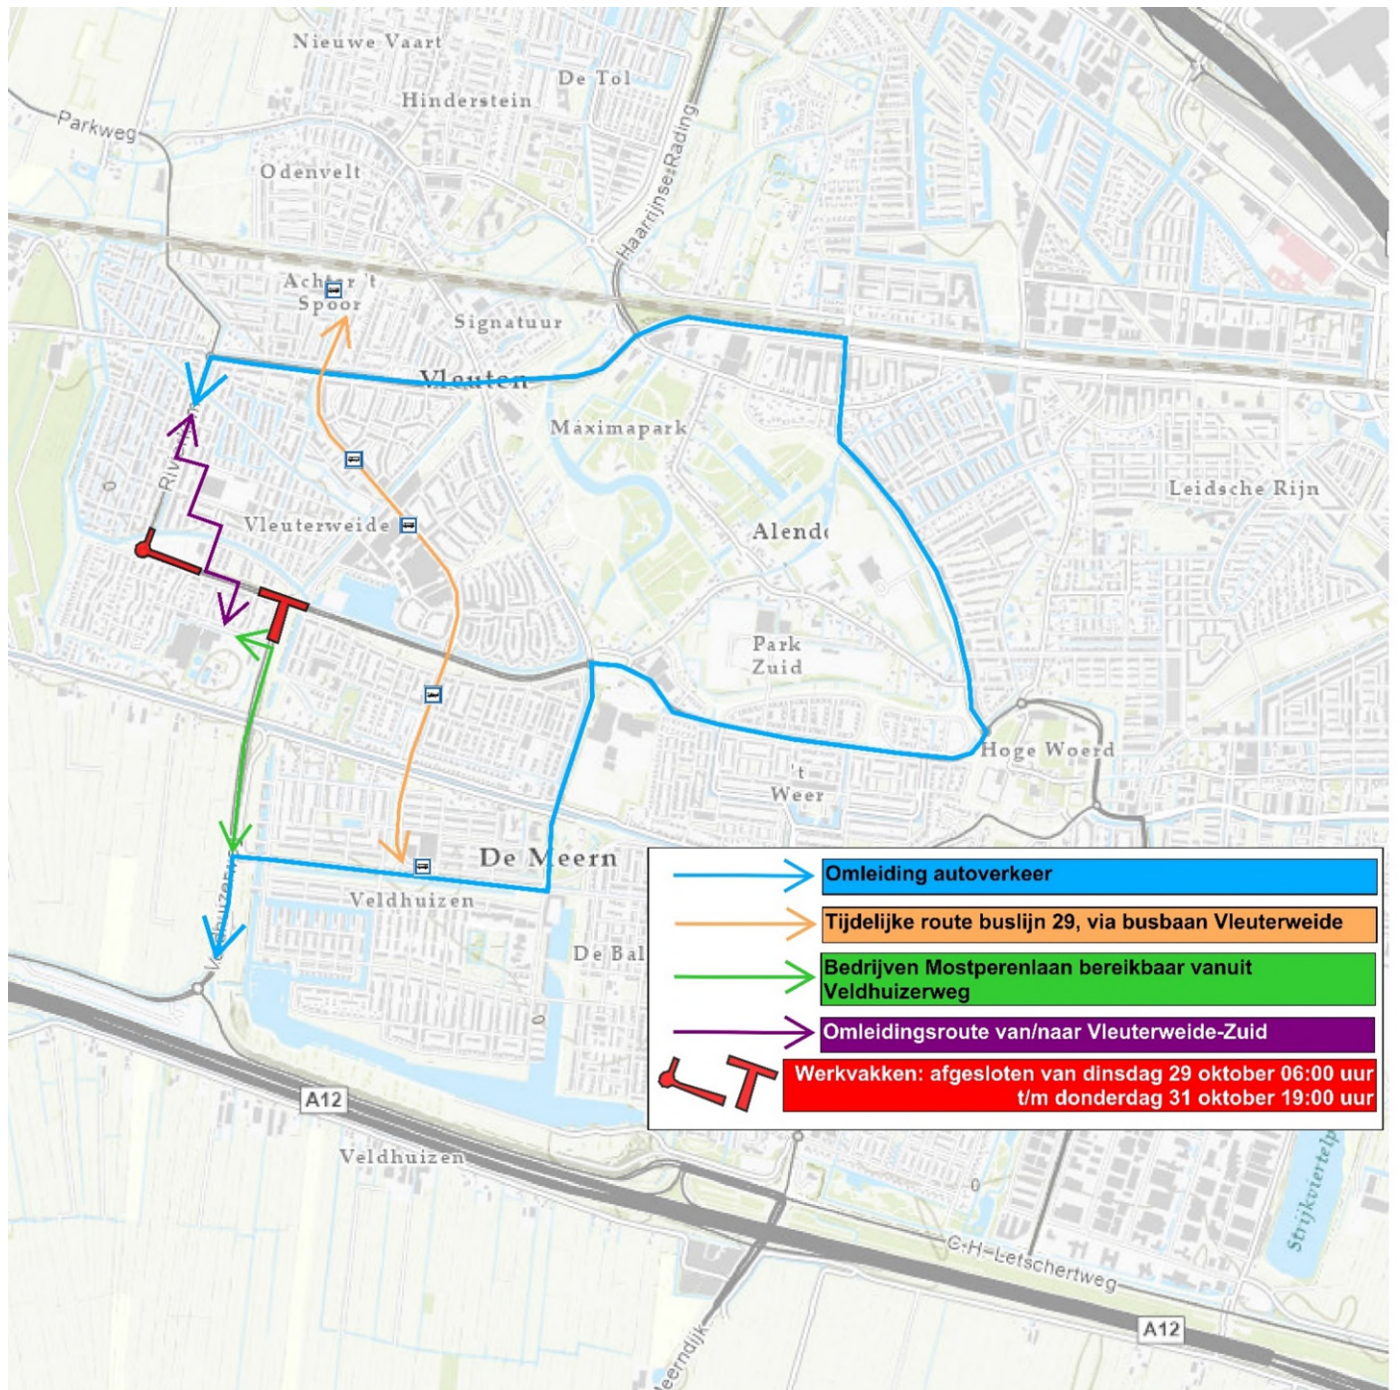 Nieuwe Vaart
De Tol
Hinderstein
Parkweg
Haarrijnse Rading
Odenvelt
Achter 't
Spoor
Signatuur
Vleuten
Maximapark
Leidsche Rijn
Vleuterweide
Park
Zuid
Hoge Woerd
't
Weer
De Meern
Veldhuizen
De Bal
Omleiding autoverkeer
Tijdelijke route buslijn 29, via busbaan Vleuterweide
Bedrijven Mostperenlaan bereikbaar vanuit
Veldhuizerweg
Omleidingsroute van/naar Vleuterweide-Zuid
Werkvakken: afgesloten van dinsdag 29 oktober 06:00 uur
t/m donderdag 31 oktober 19:00 uur
A12
Veldhuizen
Strijkviertelp
C.H. Letschertweg
A12